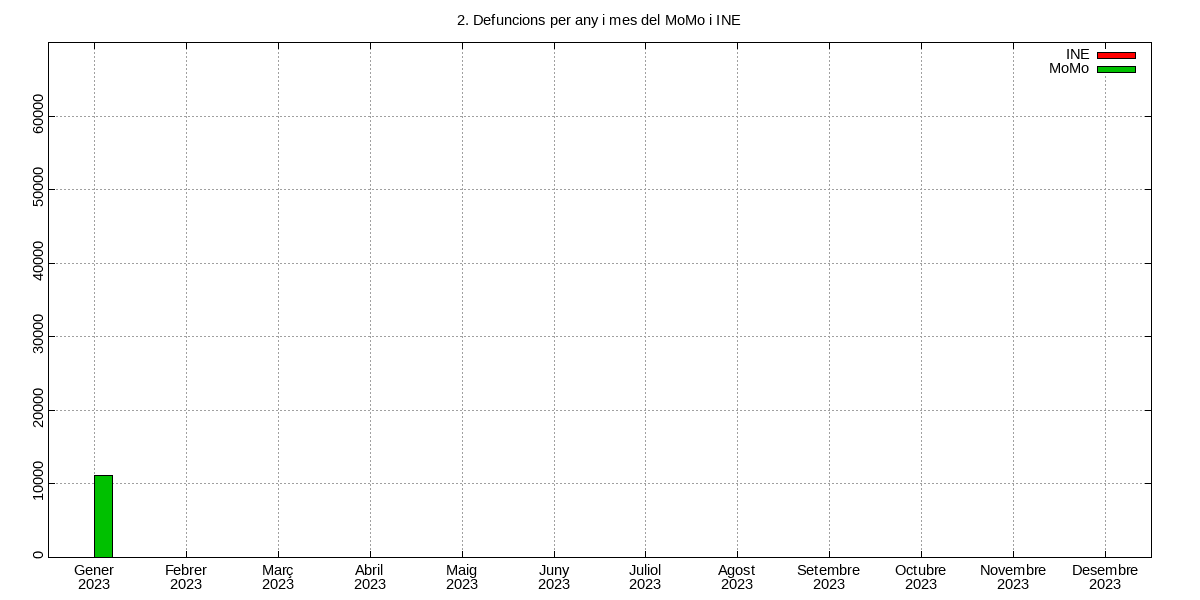 2. Defuncions per any i mes del MoMo i INE
INE
MoMo
60000
50000
40000
30000
20000
10000
0
Gener Febrer Març Abril Maig Juny Juliol Agost Setembre Octubre Novembre Desembre
2023 2023 2023 2023 2023 2023 2023 2023 2023 2023 2023 2023